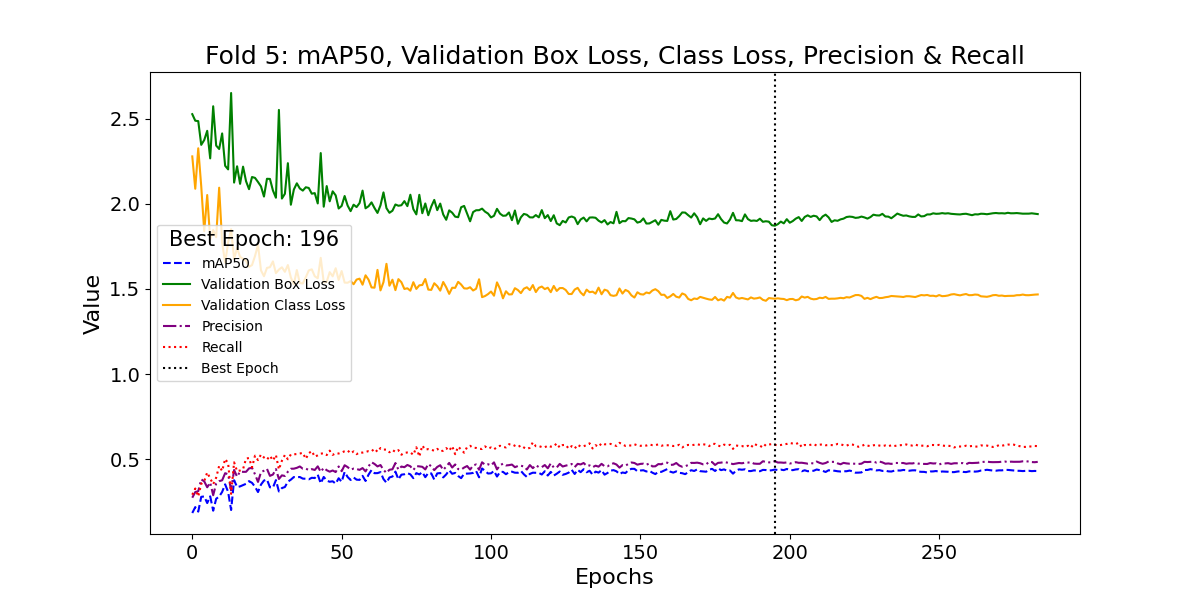 Fold 5: mAP50, Validation Box Loss, Class Loss, Precision & Recall
2.5
2.0
1.5
1.0
0.5
Value
Best Epoch: 196
mAP50
Validation Box Loss
Validation Class Loss
Precision
Recall
Best Epoch
0 50 100 150 200 250
Epochs